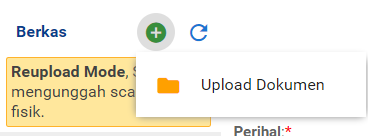 Berkas
Reupload Mode,
mengunggah sca
fisik.
Upload Dokumen
Perihal:*